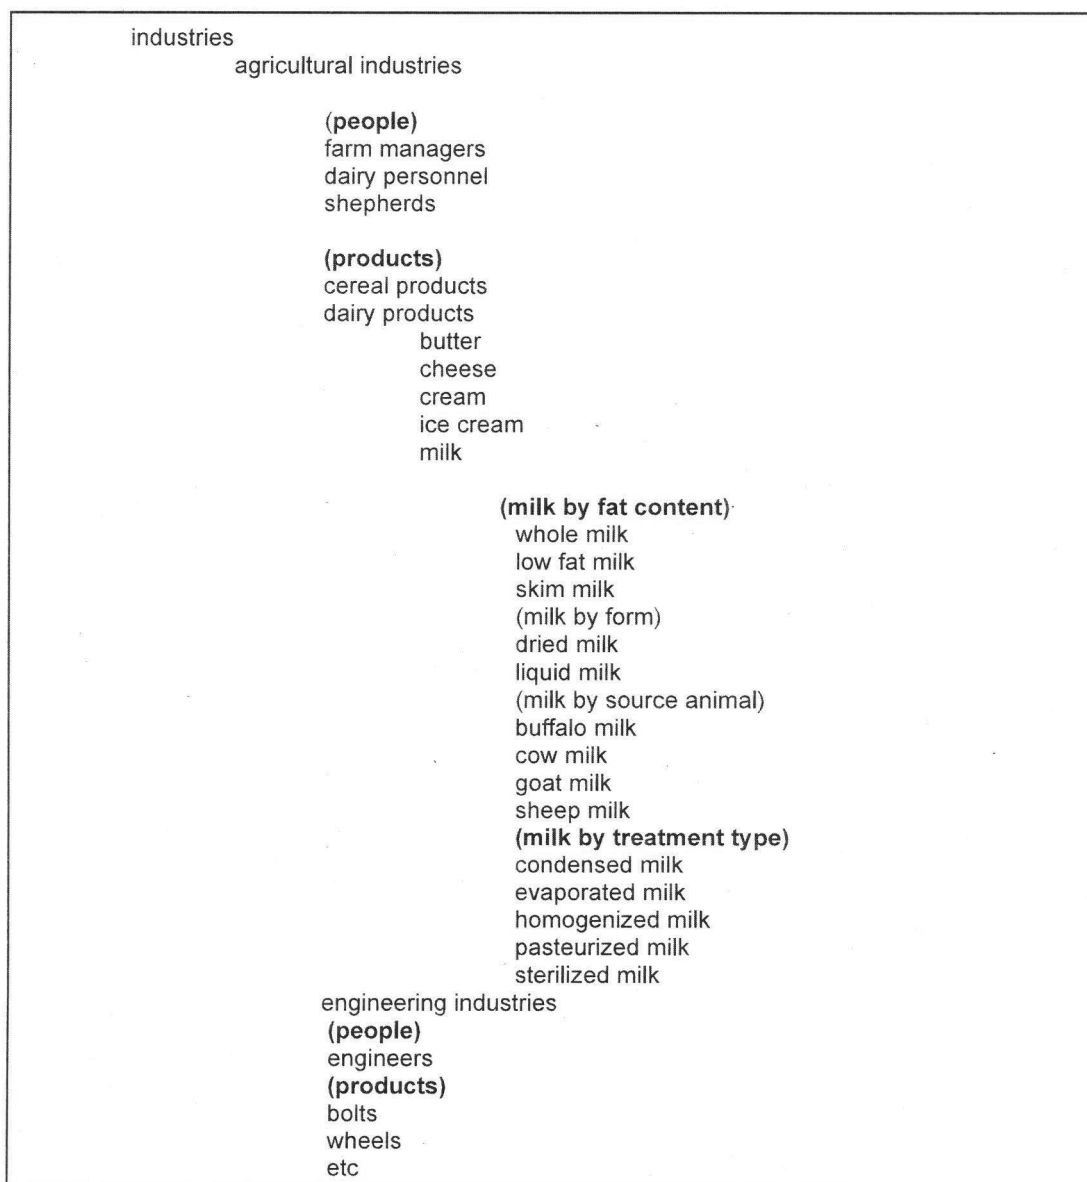 industries
agricultural industries
(people)
farm managers
dairy personnel
shepherds
(products)
cereal products
dairy products
butter
cheese
cream
ice cream
milk
(milk by fat content)
whole milk
low fat milk
skim milk
(milk by form)
dried milk
liquid milk
(milk by source animal)
buffalo milk
cow milk
goat milk
sheep milk
(milk by treatment type)
condensed milk
evaporated milk
homogenized milk
pasteurized milk
sterilized milk
engineering industries
(people)
engineers
(products)
bolts
wheels
etc